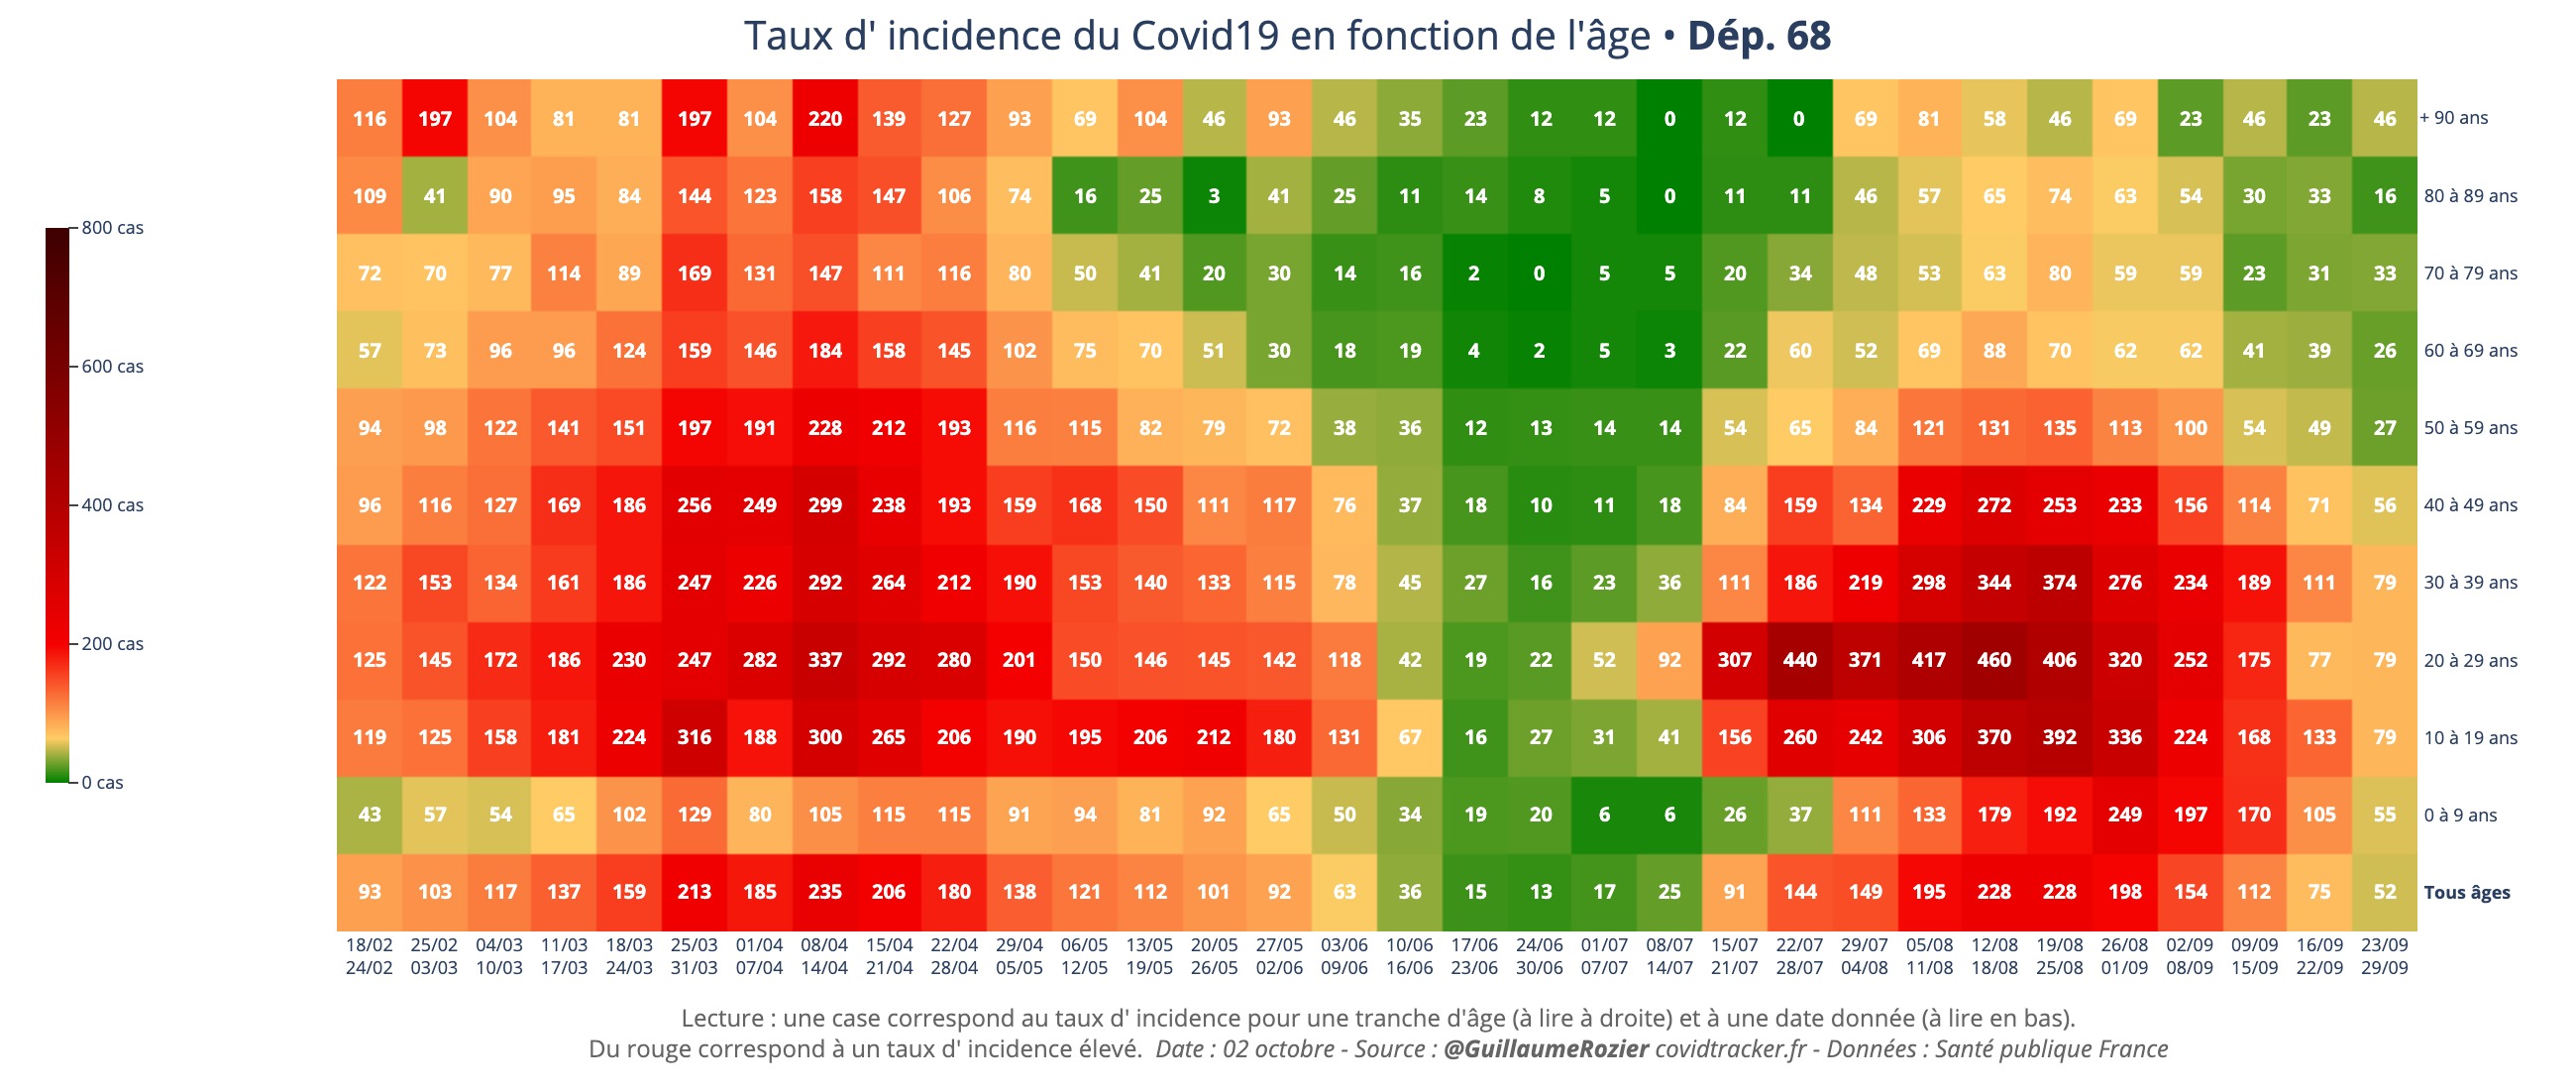 Taux d' incidence du Covid19 en fonction de l'âge • Dép. 68
800 cas
600 cas
400 cas
200 cas
0 cas
116 197 104 81 81 197 104 220 139 127 93 69 104 46 93 46 35 23 12 12 0 12 0 69 81 58 46 69 23 46 23 46 + 90 ans
109 41 90 95 84 144 123 158 147 106 74 16 25 3 41 25 11 14 8 5 0 11 11 46 57 65 74 63 54 30 33 16 80 à 89 ans
72 70 77 114 89 169 131 147 111 116 80 50 41 20 30 14 16 2 0 5 5 20 34 48 53 63 80 59 59 23 31 33 70 à 79 ans
57 73 96 96 124 159 146 184 158 145 102 75 70 51 30 18 19 4 2 5 3 22 60 52 69 88 70 62 62 41 39 26 60 à 69 ans
94 98 122 141 151 197 191 228 212 193 116 115 82 79 72 38 36 12 13 14 14 54 65 84 121 131 135 113 100 54 49 27 50 à 59 ans
96 116 127 169 186 256 249 299 238 193 159 168 150 111 117 76 37 18 10 11 18 84 159 134 229 272 253 233 156 114 71 56 40 à 49 ans
122 153 134 161 186 247 226 292 264 212 190 153 140 133 115 78 45 27 16 23 36 111 186 219 298 344 374 276 234 189 111 79 30 à 39 ans
125 145 172 186 230 247 282 337 292 280 201 150 146 145 142 118 42 19 22 52 92 307 440 371 417 460 406 320 252 175 77 79 20 à 29 ans
119 125 158 181 224 316 188 300 265 206 190 195 206 212 180 131 67 16 27 31 41 156 260 242 306 370 392 336 224 168 133 79 10 à 19 ans
43 57 54 65 102 129 80 105 115 115 91 94 81 92 65 50 34 19 20 6 6 26 37 111 133 179 192 249 197 170 105 55 0 à 9 ans
93 103 117 137 159 213 185 235 206 180 138 121 112 101 92 63 36 15 13 17 25 91 144 149 195 228 228 198 154 112 75 52 Tous âges
18/02 25/02 04/03 11/03 18/03 25/03 01/04 08/04 15/04 22/04 29/04 06/05 13/05 20/05 27/05 03/06 10/06 17/06 24/06 01/07 08/07 15/07 22/07 29/07 05/08 12/08 19/08 26/08 02/09 09/09 16/09 23/09
24/02 03/03 10/03 17/03 24/03 31/03 07/04 14/04 21/04 28/04 05/05 12/05 19/05 26/05 02/06 09/06 16/06 23/06 30/06 07/07 14/07 21/07 28/07 04/08 11/08 18/08 25/08 01/09 08/09 15/09 22/09 29/09
Lecture : une case correspond au taux d' incidence pour une tranche d'âge (à lire à droite) et à une date donnée (à lire en bas).
Du rouge correspond à un taux d' incidence élevé. Date : 02 octobre - Source : @GuillaumeRozier covidtracker.fr - Données : Santé publique France